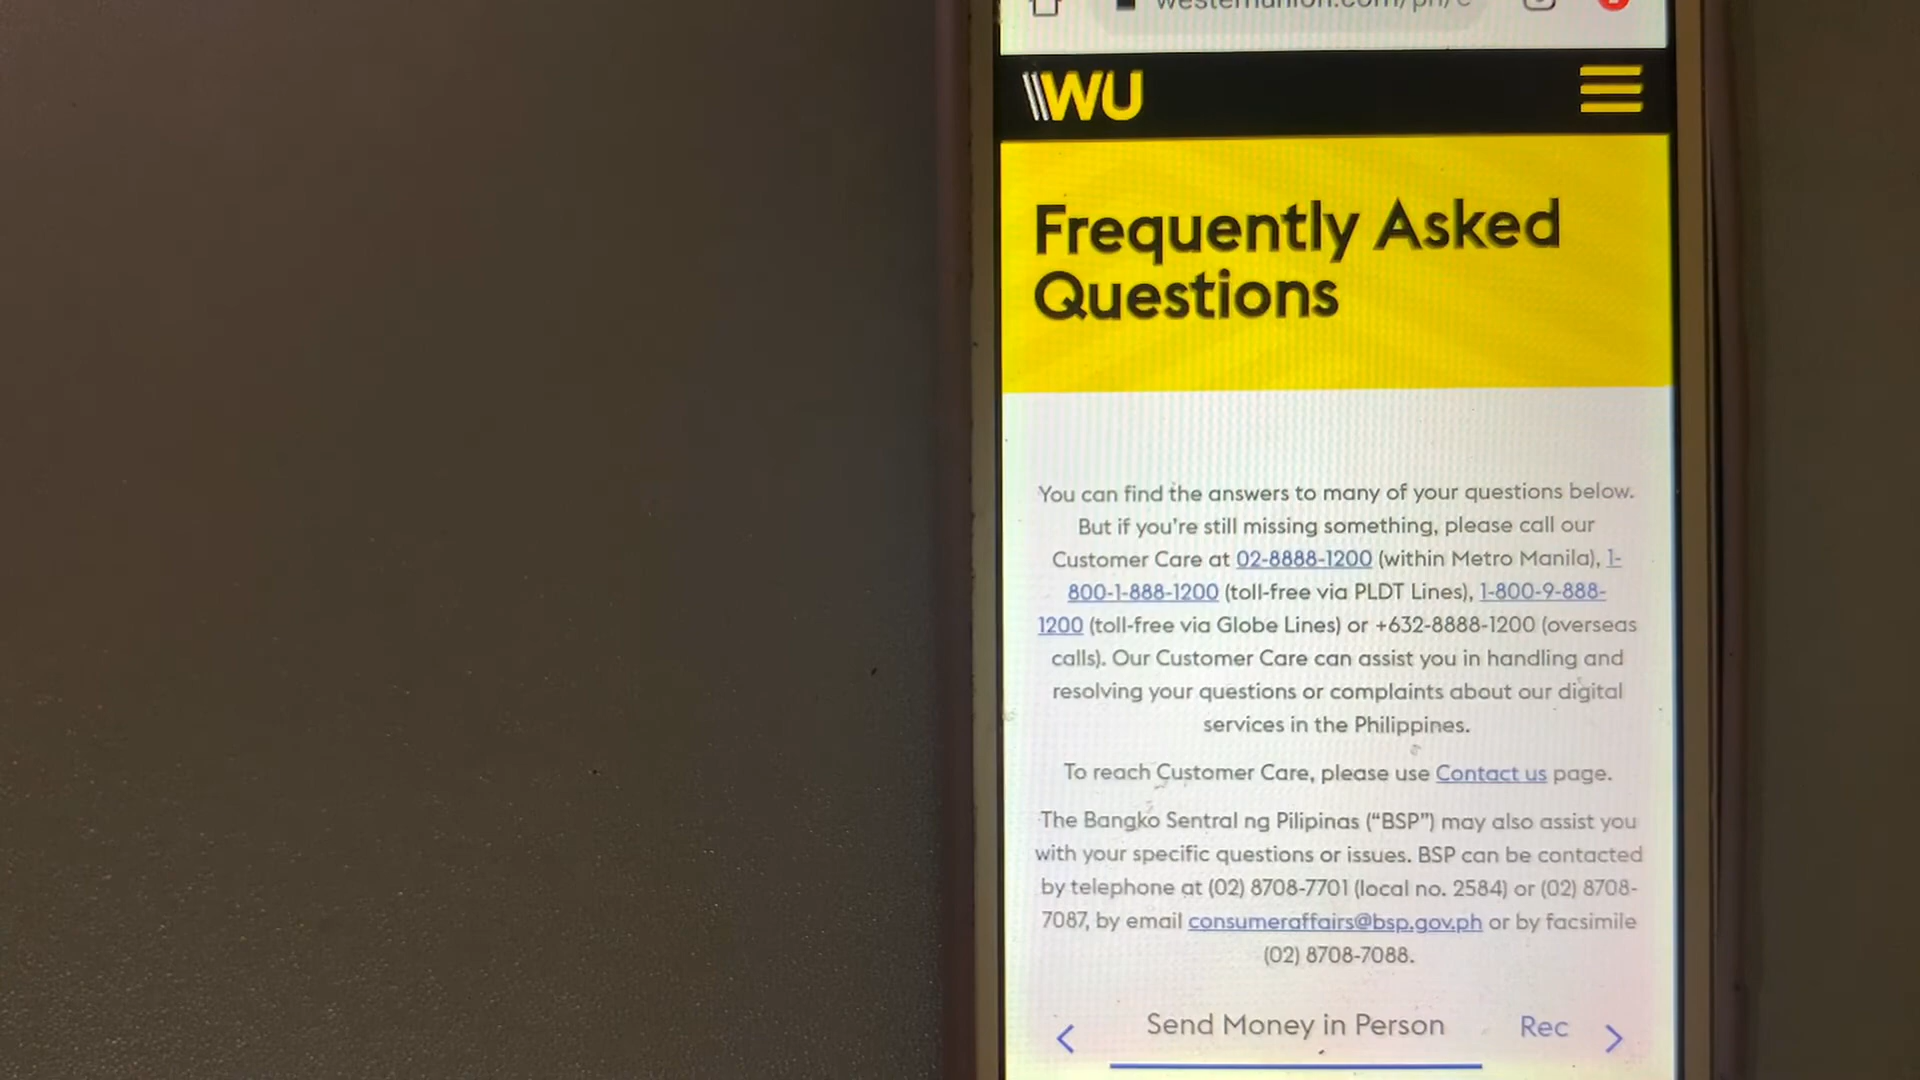 WU
Frequently Asked
Questions
You can find the answers to many of your questions below.
But if you're still missing something, please call our
Customer Care at 02-8888-1200 (within Metro Manila), 1-
800-1-888-1200 (toll-free via PLDT Lines), 1-800-9-888-
1200 (toll-free via Globe Lines) or +632-8888-1200 (overseas
calls). Our Customer Care can assist you in handling and
resolving your questions or complaints about our digital
services in the Philippines.
To reach Customer Care, please use Contact us page.
The Bangko Sentral ng Pilipinas (“BSP”) may also assist you
with your specific questions or issues. BSP can be contacted
by telephone at (02) 8708-7701 (local no. 2584) or (02) 8708-
7087, by email consumeraffairs@bsp.gov.ph or by facsimile
(02) 8708-7088.
Send Money in Person Rec